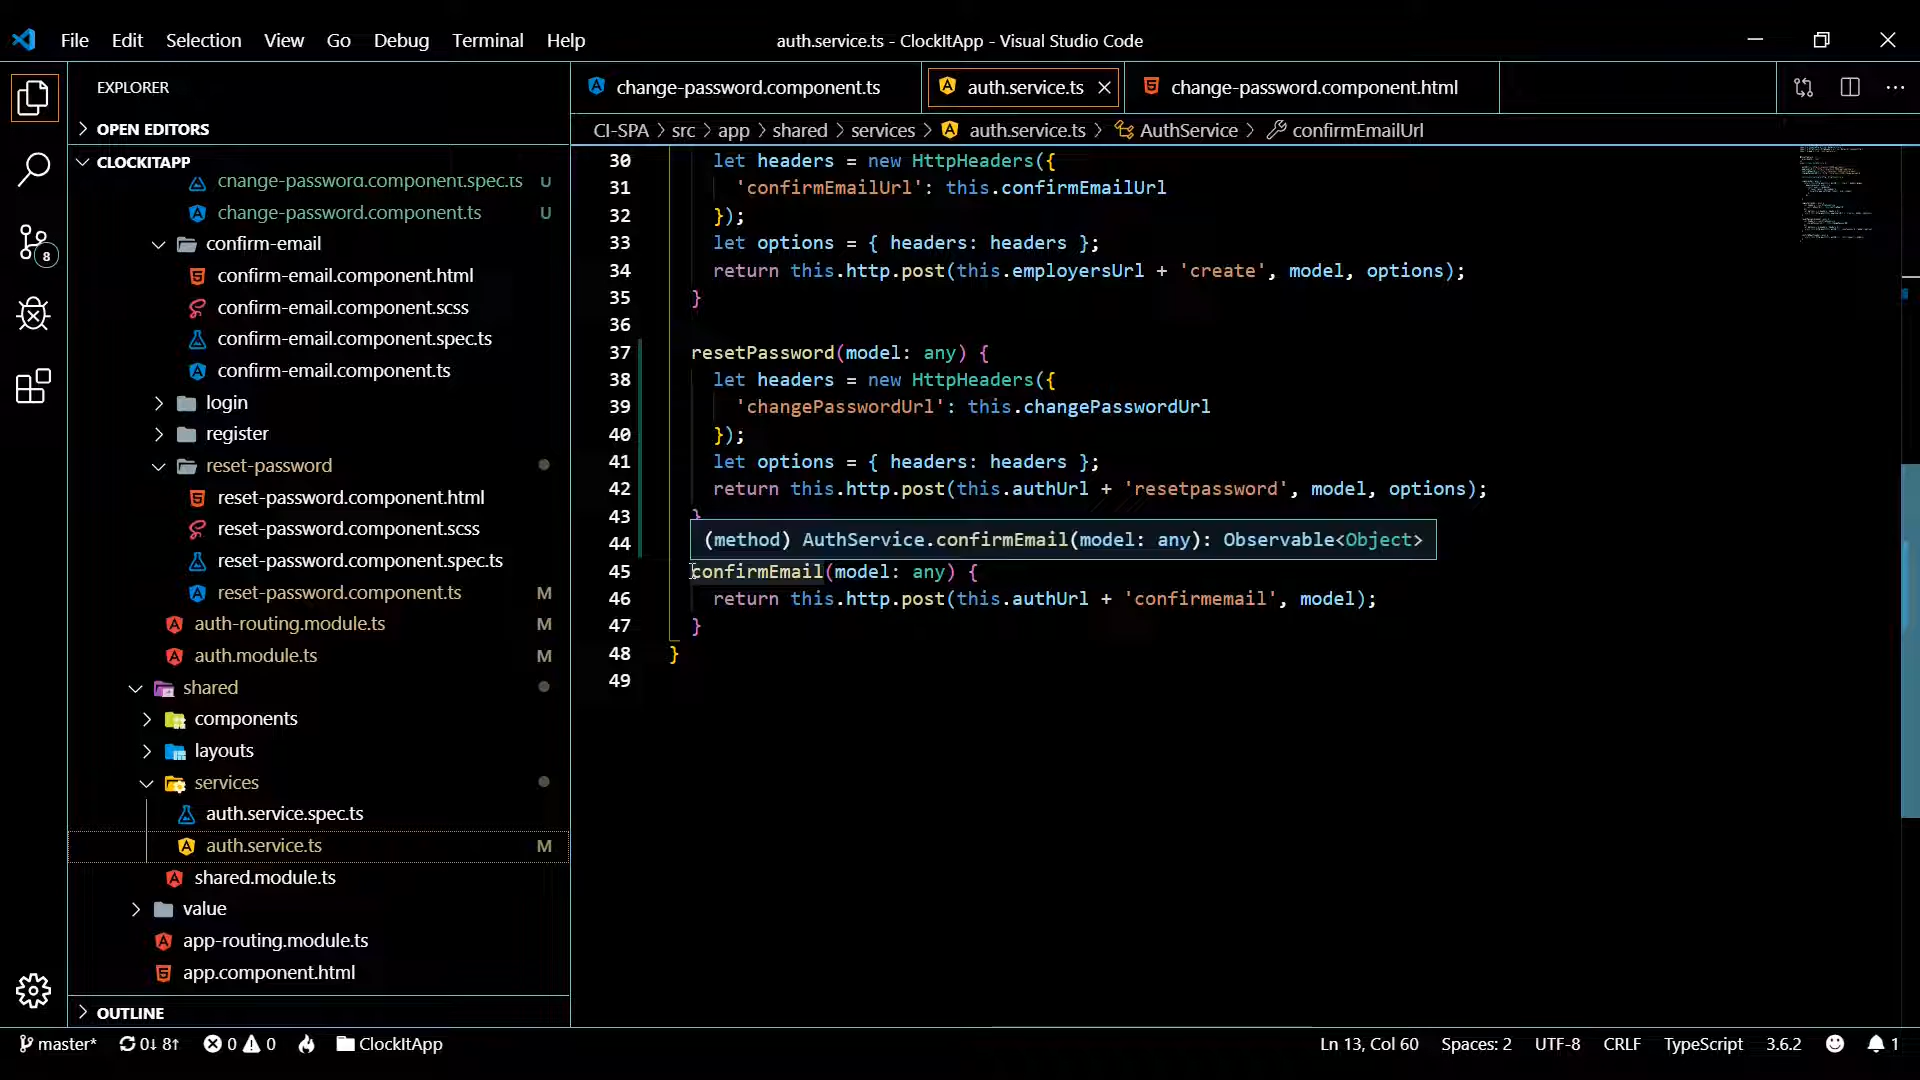 File Edit Selection View Go Debug Terminal Help
auth.service.ts - ClockItApp - Visual Studio Code
EXPLORER
OPEN EDITORS
CLOCKITAPP
change-password.component.spec.ts U
change-password.component.ts U
confirm-email
confirm-email.component.html
confirm-email.component.scss
confirm-email.component.spec.ts
confirm-email.component.ts
login
register
reset-password
reset-password.component.html
reset-password.component.scss
reset-password.component.spec.ts
reset-password.component.ts M
auth-routing.module.ts M
auth.module.ts M
shared
components
layouts
services
auth.service.spec.ts
auth.service.ts M
shared.module.ts
value
app-routing.module.ts
app.component.html
OUTLINE
8
change-password.component.ts
auth.service.ts
change-password.component.html
CI-SPA > src > app > shared > services > auth.service.ts > AuthService > confirmEmailUrl
30 let headers = new HttpHeaders({
31 'confirmEmailUrl': this.confirmEmailUrl
32 });
33 let options = { headers: headers };
34 return this.http.post(this.employersUrl + 'create', model, options);
35 }
36
37 resetPassword(model: any) {
38 let headers = new HttpHeaders({
39 'changePasswordUrl': this.changePasswordUrl
40 });
41 let options = { headers: headers };
42 return this.http.post(this.authUrl + 'resetpassword', model, options);
43 }
44 (method) AuthService.confirmEmail(model: any): Observable<Object>
45 confirmEmail(model: any) {
46 return this.http.post(this.authUrl + 'confirmemail', model);
47 }
48 }
49
master* 0↓ 8↑ 0 0 ClockItApp
Ln 13, Col 60 Spaces: 2 UTF-8 CRLF TypeScript 3.6.2 1